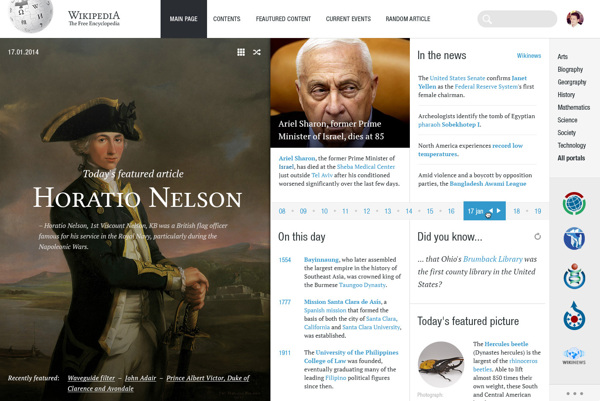 WIKIPEDIA
The Free Encyclopedia
MAIN PAGE
CONTENTS
FAETURED CONTENT
CURRENT EVENTS
RANDOM ARTICLE
17.01.2014
Today's featured article
HORATIO NELSON
– Horatio Nelson, 1st Viscount Nelson, KB was a British flag officer
famous for his service in the Royal Navy, particularly during the
Napoleonic Wars.
Recently featured:
Waveguide filter – John Adair – Prince Albert Victor, Duke of
Clarence and Avondale
Ariel Sharon, former Prime
Minister of Israel, dies at 85
Ariel Sharon, the former Prime Minister of
Israel, has died at the Sheba Medical Center
just outside Tel Aviv after his conditioned
worsened significantly over the last few days.
In the news
Wikinews
The United States Senate confirms Janet
Yellen as the Federal Reserve System's first
female chairman.
Archeologists identify the tomb of Egyptian
pharaoh Sobekhotep I.
North America experiences record low
temperatures.
Amid violence and a boycott by opposition
parties, the Bangladesh Awami League
Arts
Biography
Georgraphy
History
Mathematics
Science
Society
Technology
All portals
08 - 09 - 10 - 11 - 12 - 13 - 14 - 15 - 16
17 jan
18 - 19
On this day
1554
Bayinnaung, who later assembled
the largest empire in the history of
Southeast Asia, was crowned king
of the Burmese Taungoo Dynasty.
1777
Mission Santa Clara de Asís, a
Spanish mission that formed the
basis of both the city of Santa Clara,
California and Santa Clara University,
was established.
1911
The University of the Philippines
College of Law was founded,
eventually graduating many of the
leading Filipino political figures
since then.
Did you know...
... that Ohio's Brumback Library was
the first county library in the United
States?
Today's featured picture
Photograph:
The Hercules beetle
(Dynastes hercules) is the
largest of the rhinoceros
beetles. Able to lift
almost 850 times their
own weight, these South
and Central American
WIKINEWS